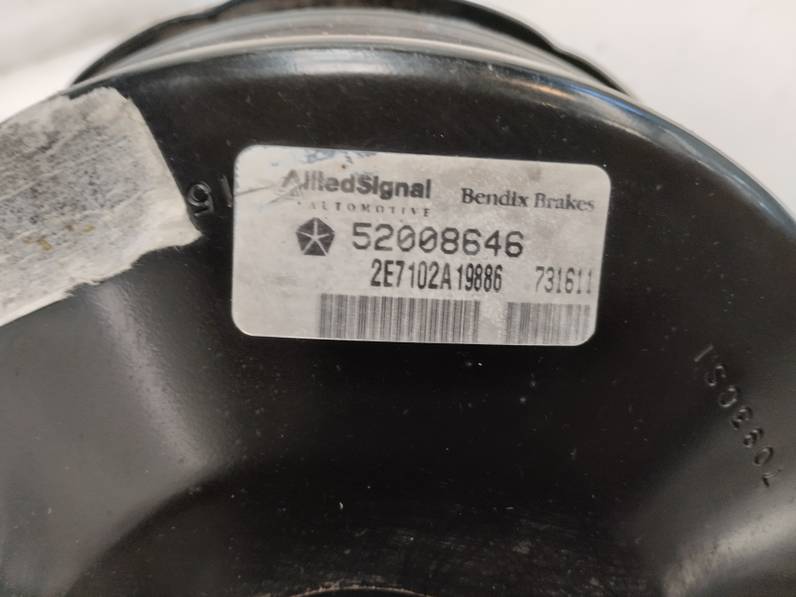 AlliedSignal Bendix Brakes
AUTOMOTIVE
52008646
2E7102A19886 731611